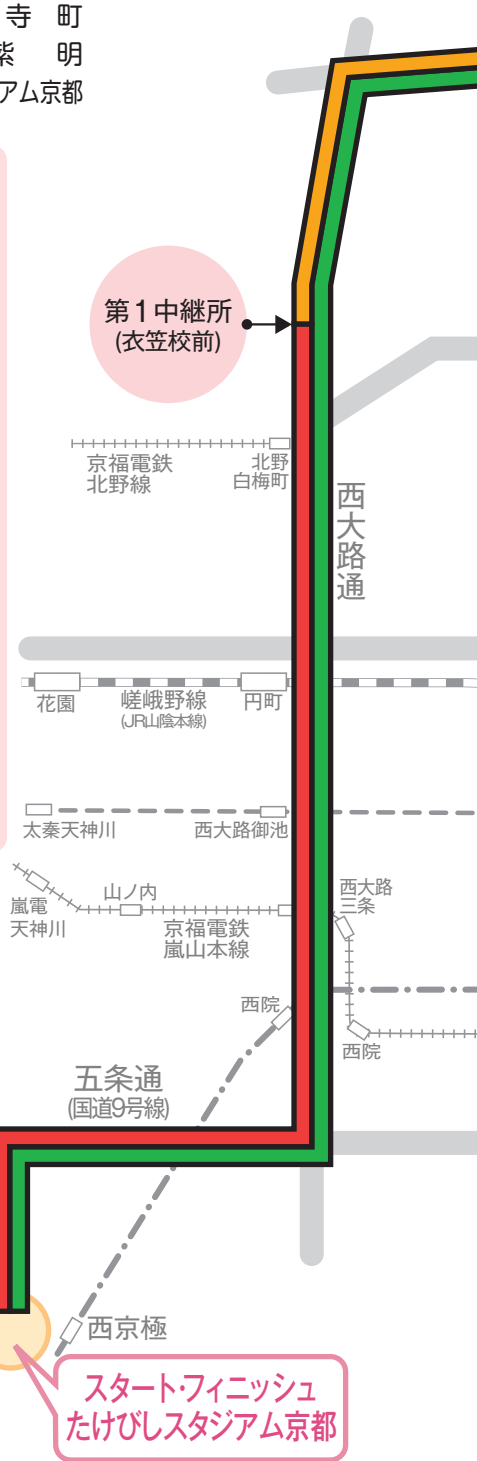 寺町
紫明
アム京都
第1中継所
(衣笠校前)
京福電鉄
北野線
北野
白梅町
西大路通
花園
嵯峨野線
(JR山陰本線)
円町
太秦天神川
西大路御池
嵐電
天神川
山ノ内
京福電鉄
嵐山本線
西大路
三条
西院
西院
五条通
(国道9号線)
西京極
スタート・フィニッシュ
たけびしスタジアム京都